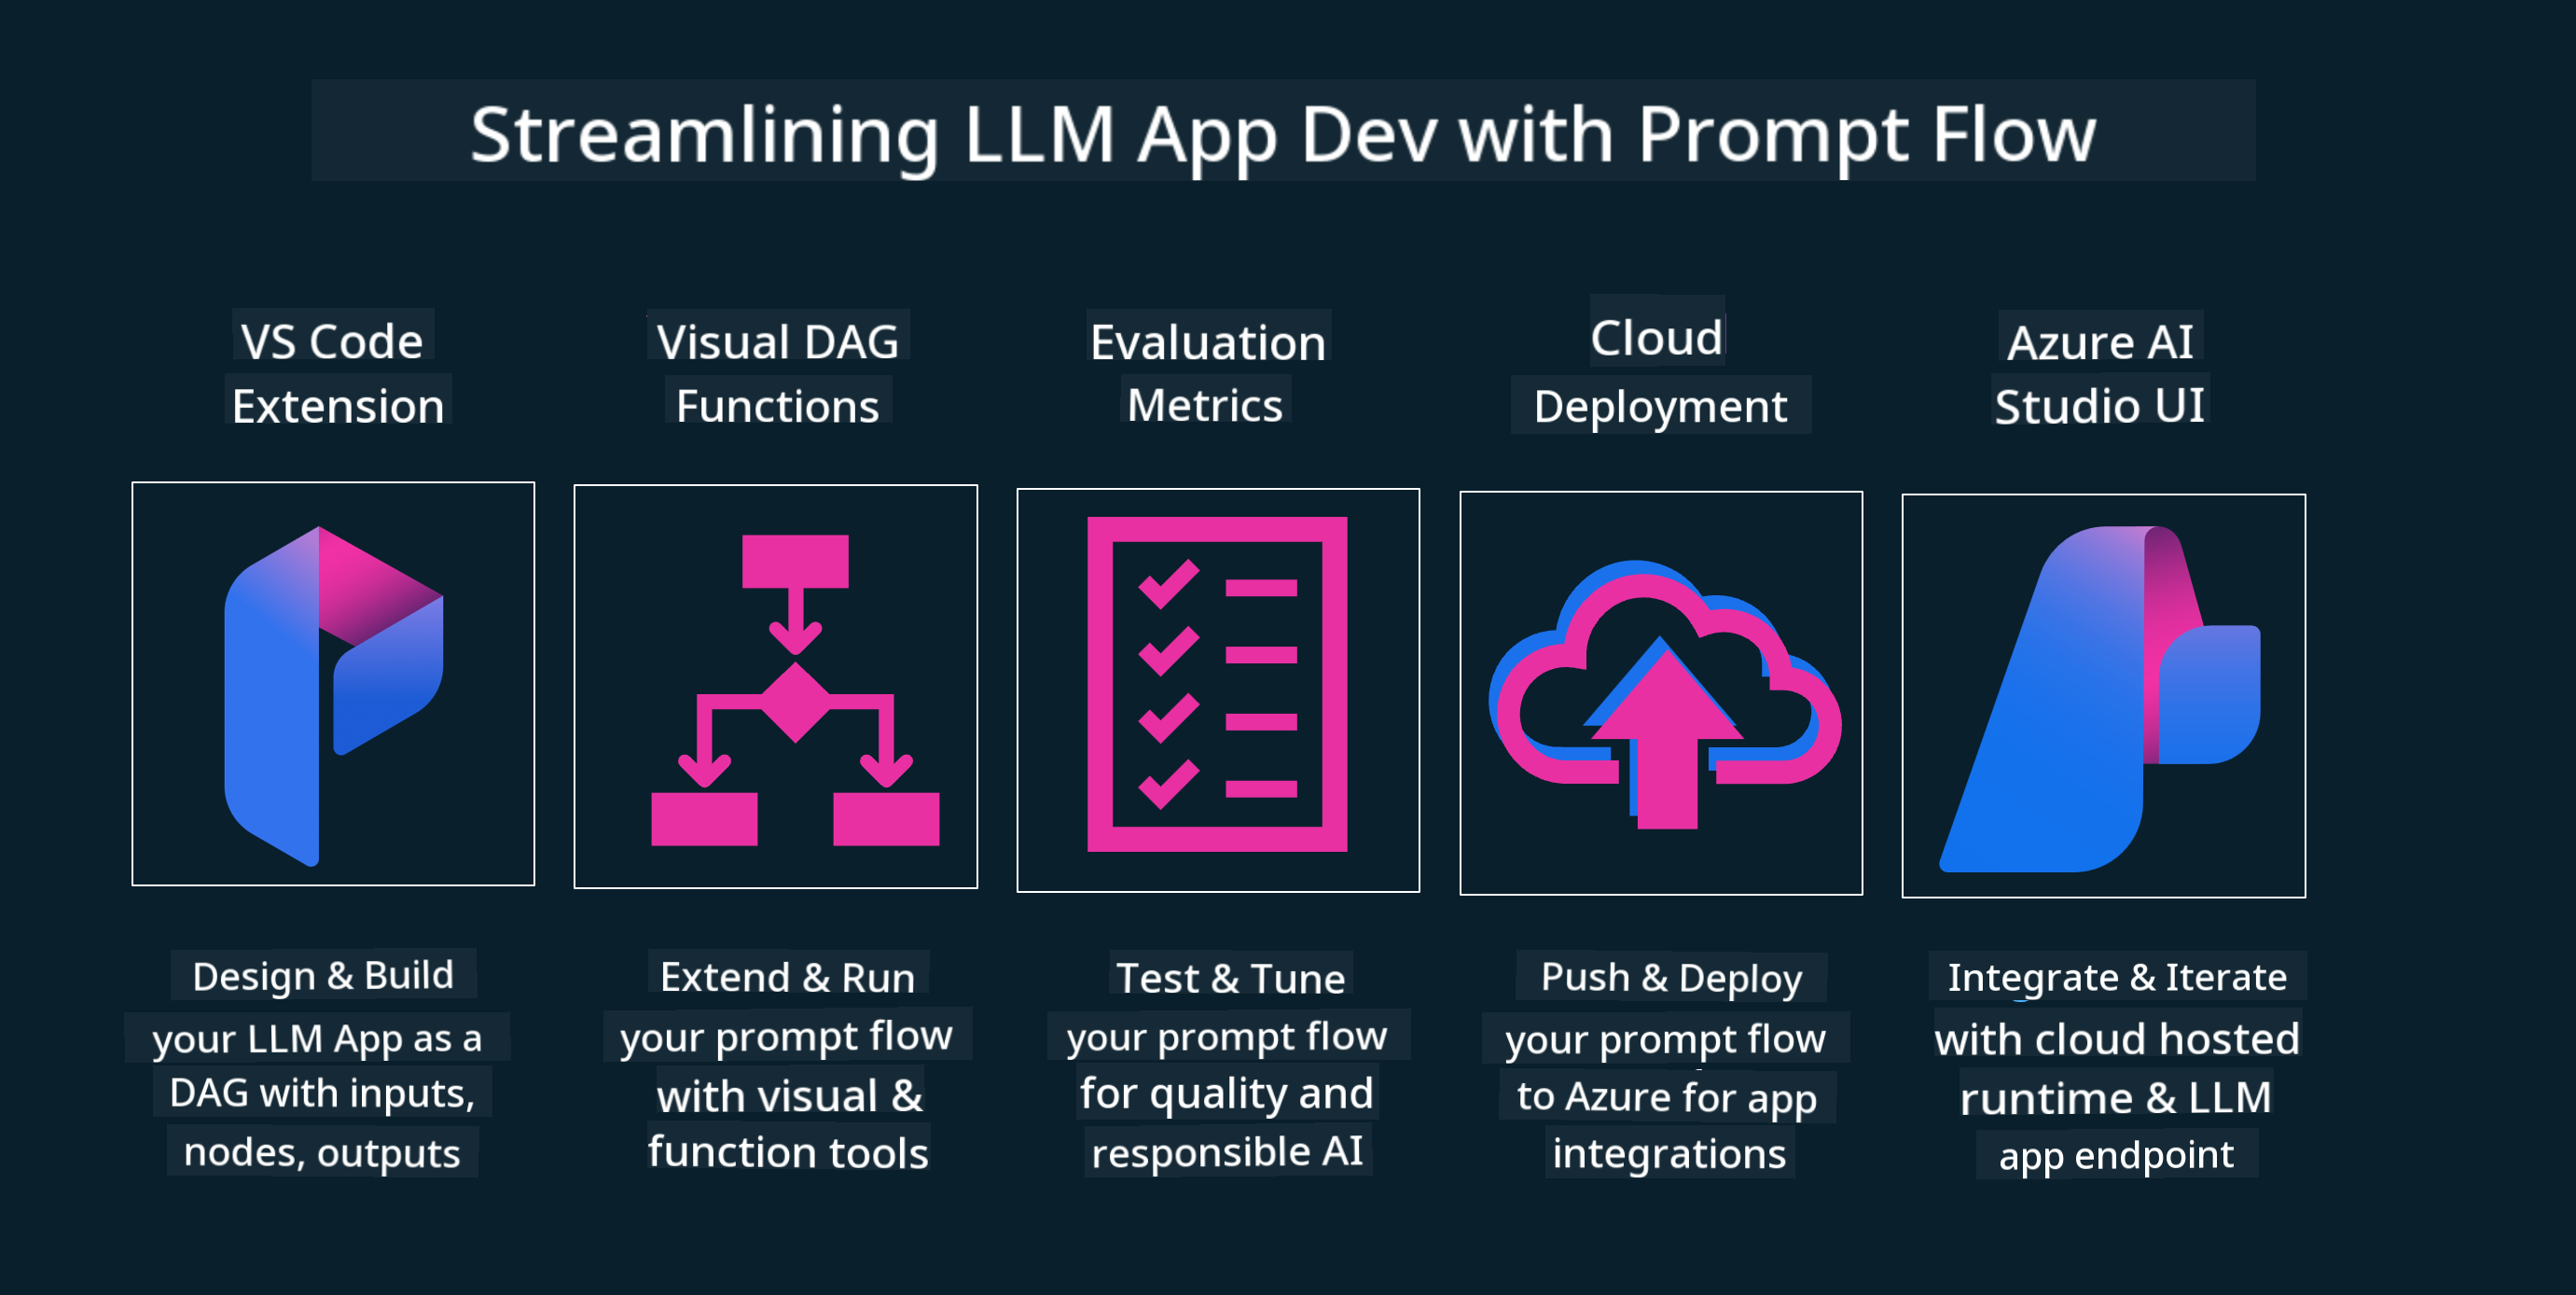 Streamlining LLM App Dev with Prompt Flow
VS Code
Extension
Visual DAG
Functions
Evaluation
Metrics
Cloud
Deployment
Azure AI
Studio UI
Design & Build
your LLM App as a
DAG with inputs,
nodes, outputs
Extend & Run
your prompt flow
with visual &
function tools
Test & Tune
your prompt flow
for quality and
responsible AI
Push & Deploy
your prompt flow
to Azure for app
integrations
Integrate & Iterate
with cloud hosted
runtime & LLM
app endpoint